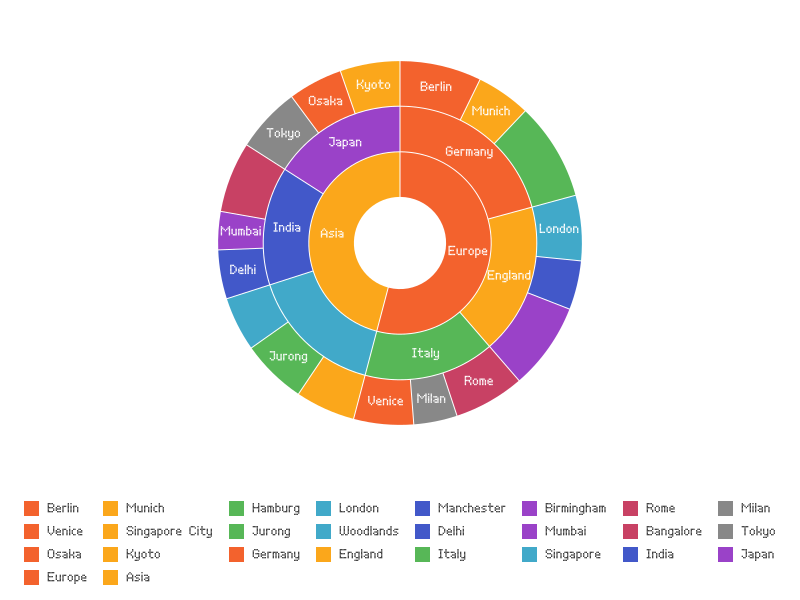 Kyoto
Berlin
Osaka
Munich
Tokyo
Japan
Germany
India
Mumbai
London
Asia
Europe
Delhi
England
Italy
Jurong
Rome
Venice
Milan
Berlin Munich Hamburg London Manchester Birmingham Rome Milan
Venice Singapore City Jurong Woodlands Delhi Mumbai Bangalore Tokyo
Osaka Kyoto Germany England Italy Singapore India Japan
Europe Asia